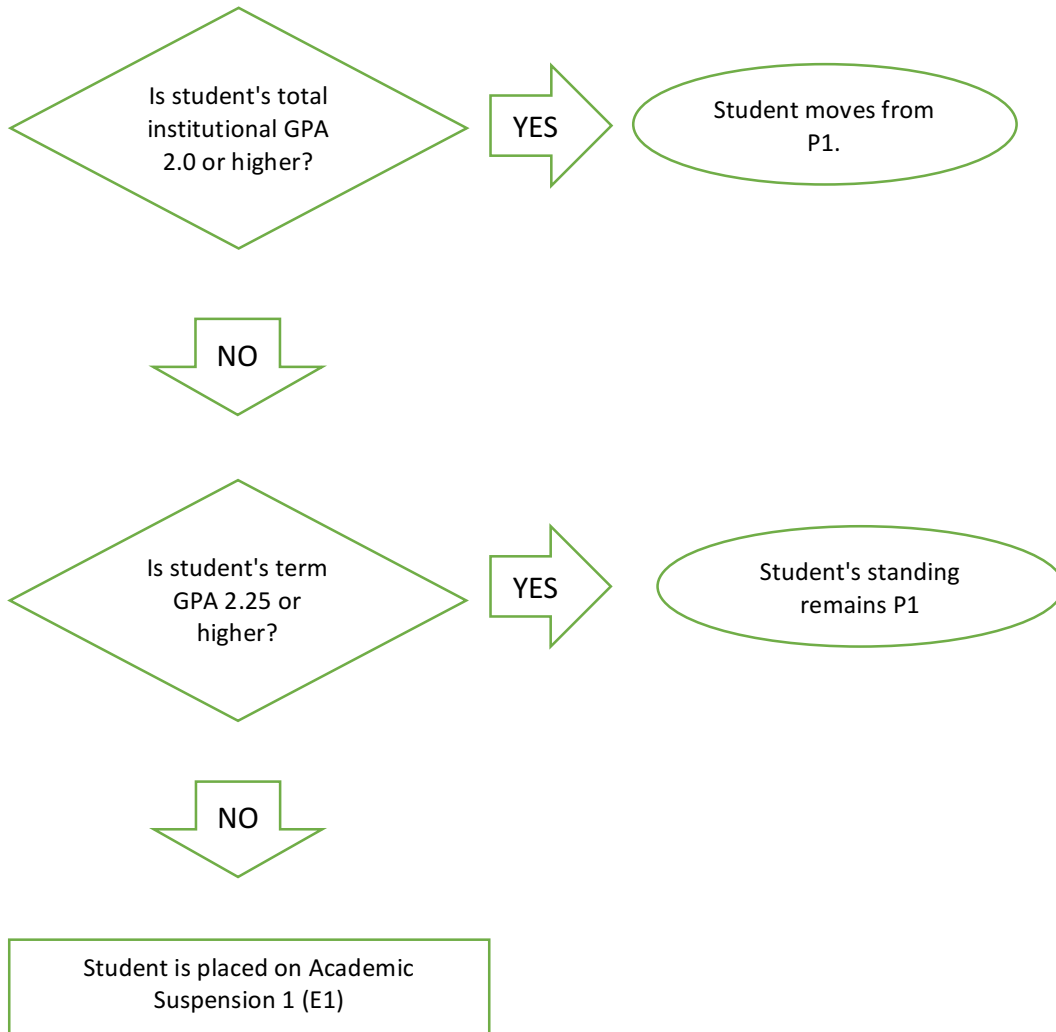 Is student's total
institutional GPA
2.0 or higher?
YES
Student moves from
P1.
NO
Is student's term
GPA 2.25 or
higher?
YES
Student's standing
remains P1
NO
Student is placed on Academic
Suspension 1 (E1)